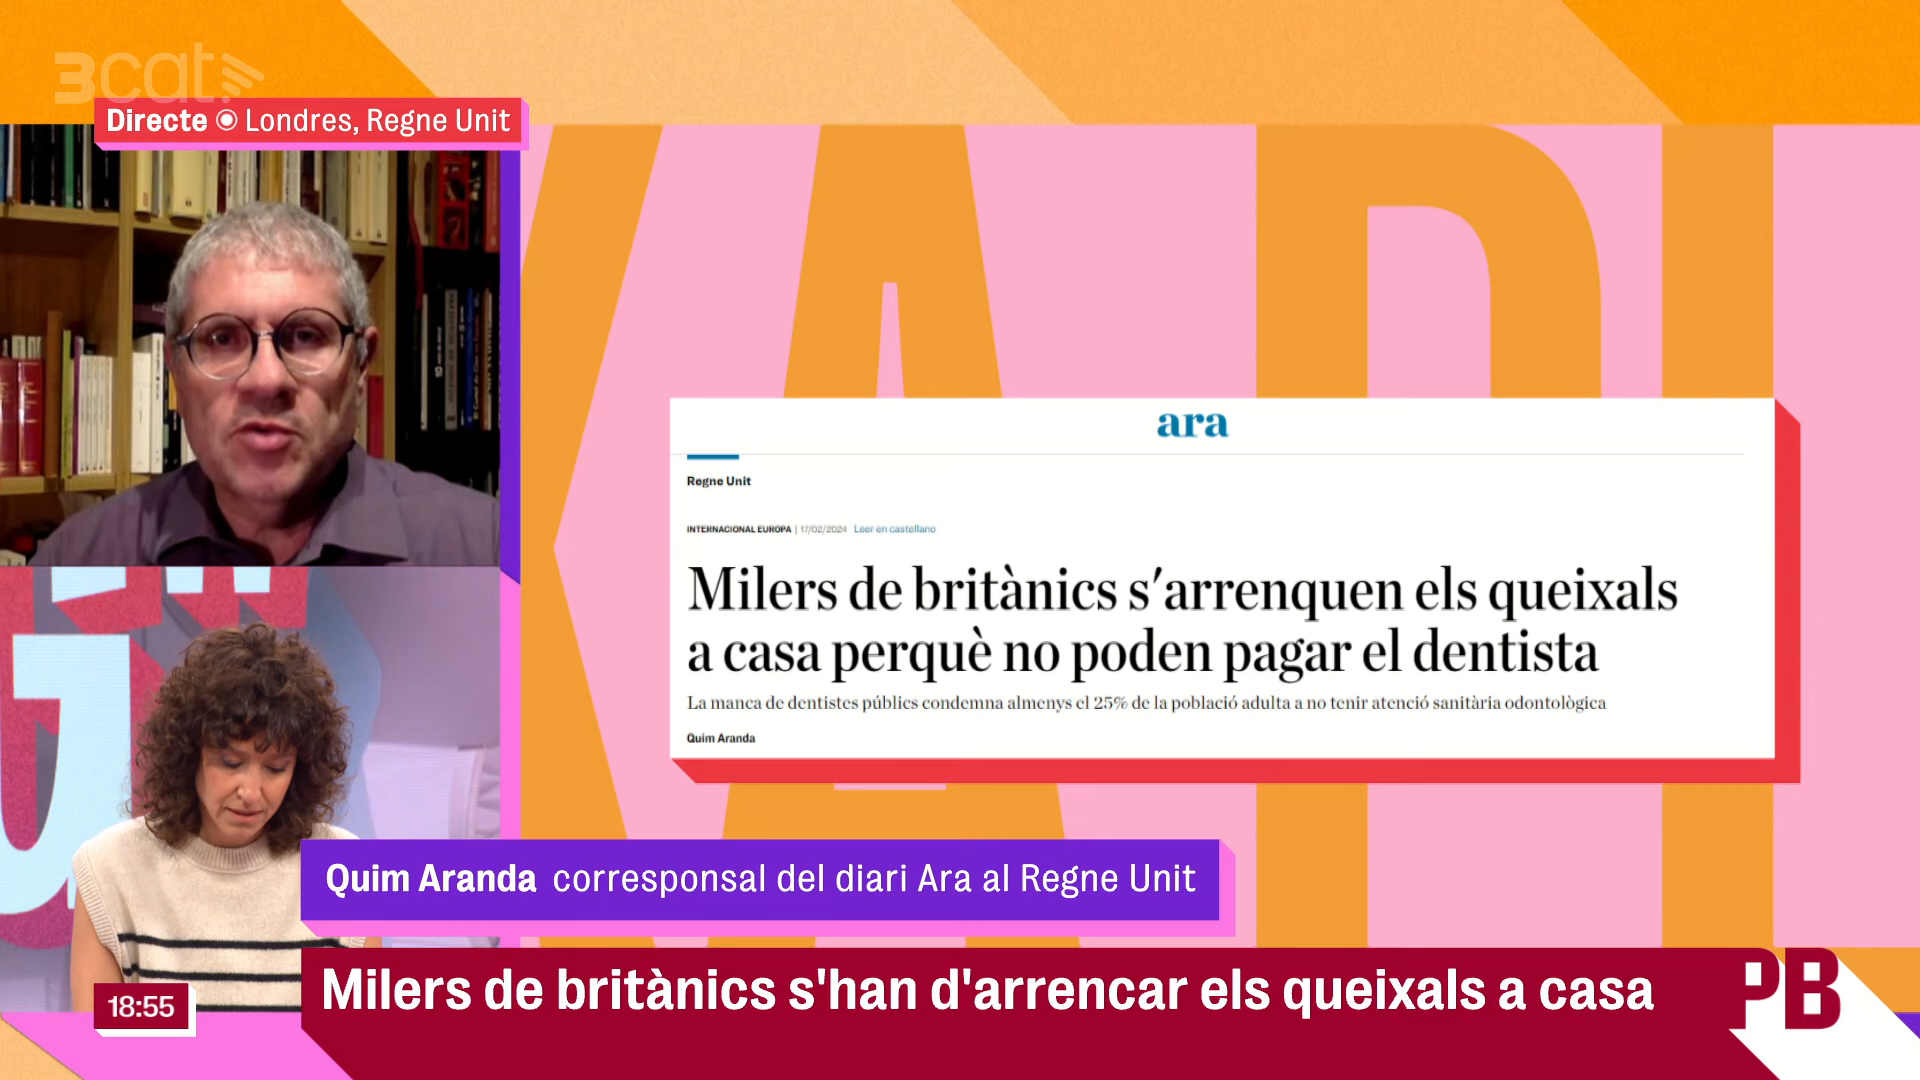 3cat
Directe Londres, Regne Unit
ara
Regne Unit
INTERNACIONAL EUROPA | 17/02/2024 Leer en castellano
Milers de britànics s'arrenquen els queixals
a casa perquè no poden pagar el dentista
La manca de dentistes públics condemna almenys el 25% de la població adulta a no tenir atenció sanitària odontològica
Quim Aranda
Quim Aranda corresponsal del diari Ara al Regne Unit
Milers de britànics s'han d'arrencar els queixals a casa
PB
18:55